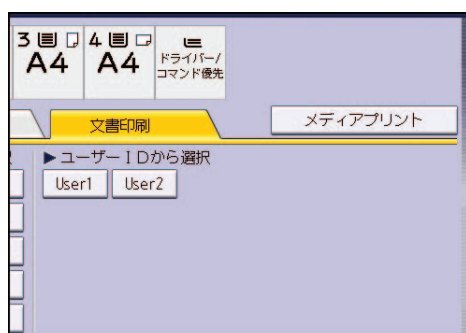 3 4
A4 A4 ドライバー/
コマンド優先
文書印刷 メディアプリント
▶ユーザーIDから選択
User1 User2